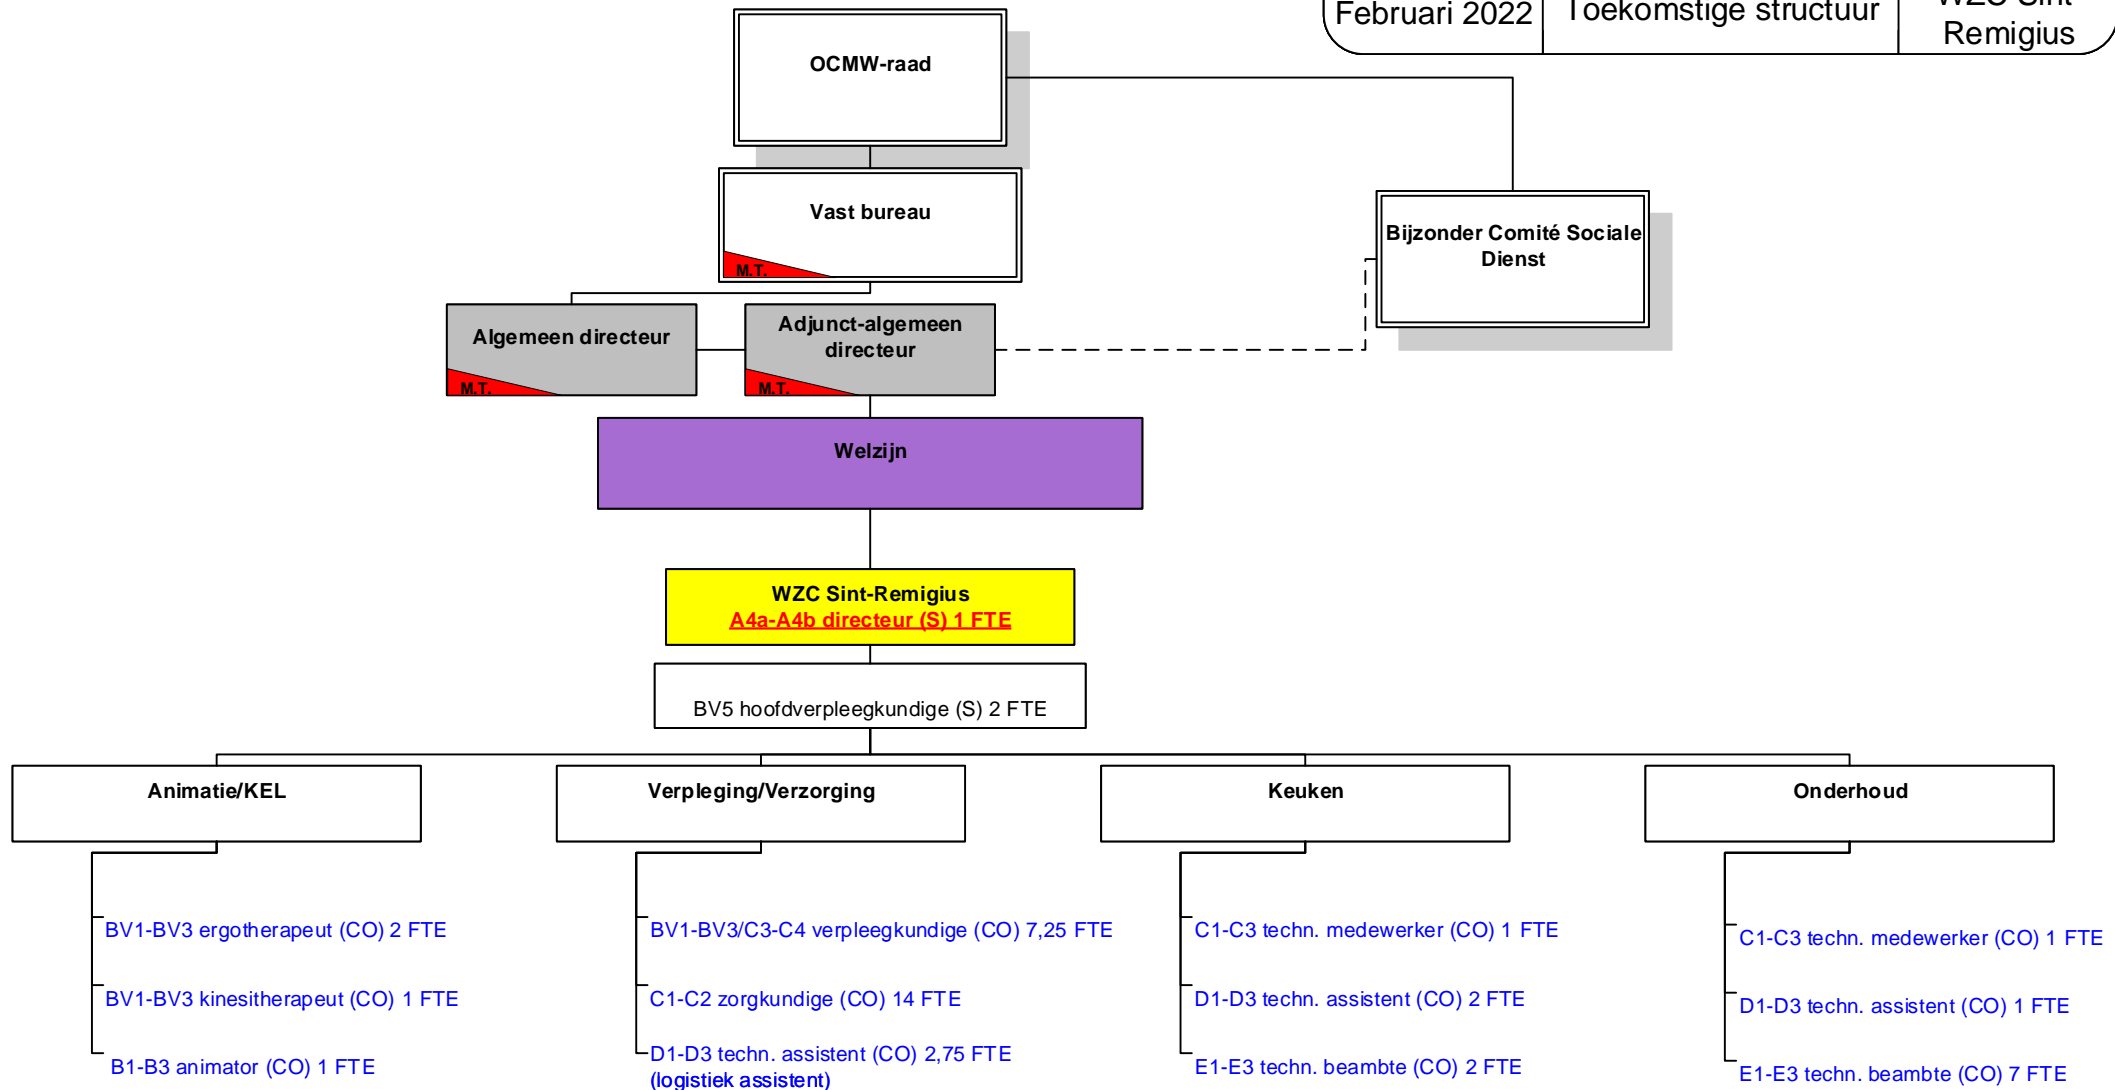 Februari 2022
Toekomstige structuur
WZC Sint-
Remigius
OCMW-raad
Vast bureau
M.T.
Bijzonder Comité Sociale
Dienst
Algemeen directeur
M.T.
Adjunct-algemeen
directeur
M.T.
Welzijn
WZC Sint-Remigius
A4a-A4b directeur (S) 1 FTE
BV5 hoofdverpleegkundige (S) 2 FTE
Animatie/KEL
BV1-BV3 ergotherapeut (CO) 2 FTE
BV1-BV3 kinesitherapeut (CO) 1 FTE
B1-B3 animator (CO) 1 FTE
Verpleging/Verzorging
BV1-BV3/C3-C4 verpleegkundige (CO) 7,25 FTE
C1-C2 zorgkundige (CO) 14 FTE
D1-D3 techn. assistent (CO) 2,75 FTE
(logistiek assistent)
Keuken
C1-C3 techn. medewerker (CO) 1 FTE
D1-D3 techn. assistent (CO) 2 FTE
E1-E3 techn. beambte (CO) 2 FTE
Onderhoud
C1-C3 techn. medewerker (CO) 1 FTE
D1-D3 techn. assistent (CO) 1 FTE
E1-E3 techn. beambte (CO) 7 FTE